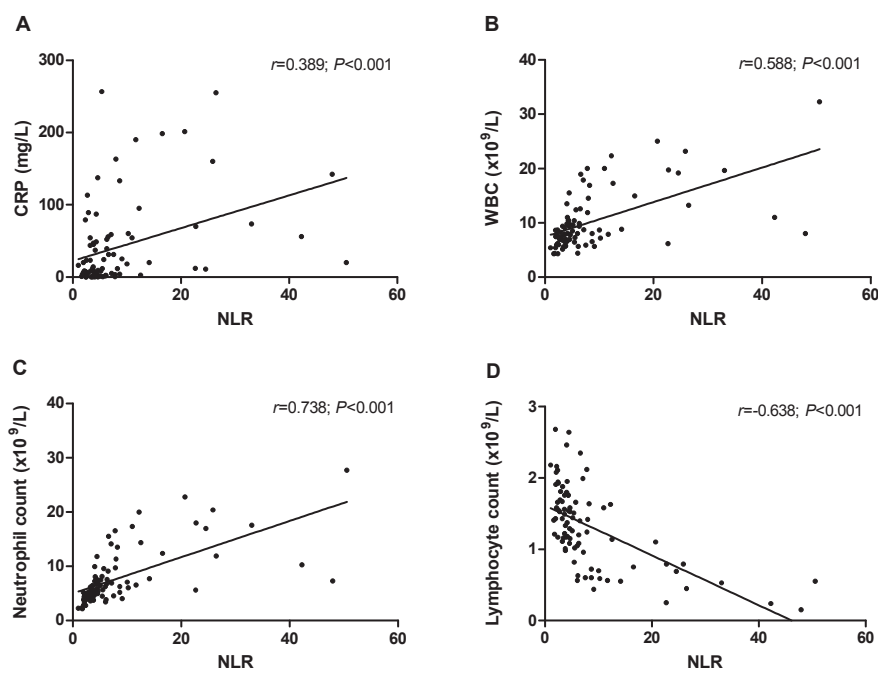 A
r=0.389; P<0.001
CRP (mg/L)
300
200
100
0
0 20 40 60
NLR
B
r=0.588; P<0.001
WBC (x10⁹/L)
40
30
20
10
0
0 20 40 60 80
NLR
C
r=0.738; P<0.001
Neutrophil count (x10⁹/L)
40
30
20
10
0
0 20 40 60
NLR
D
r=-0.638; P<0.001
Lymphocyte count (x10⁹/L)
3
2
1
0
0 20 40 60
NLR